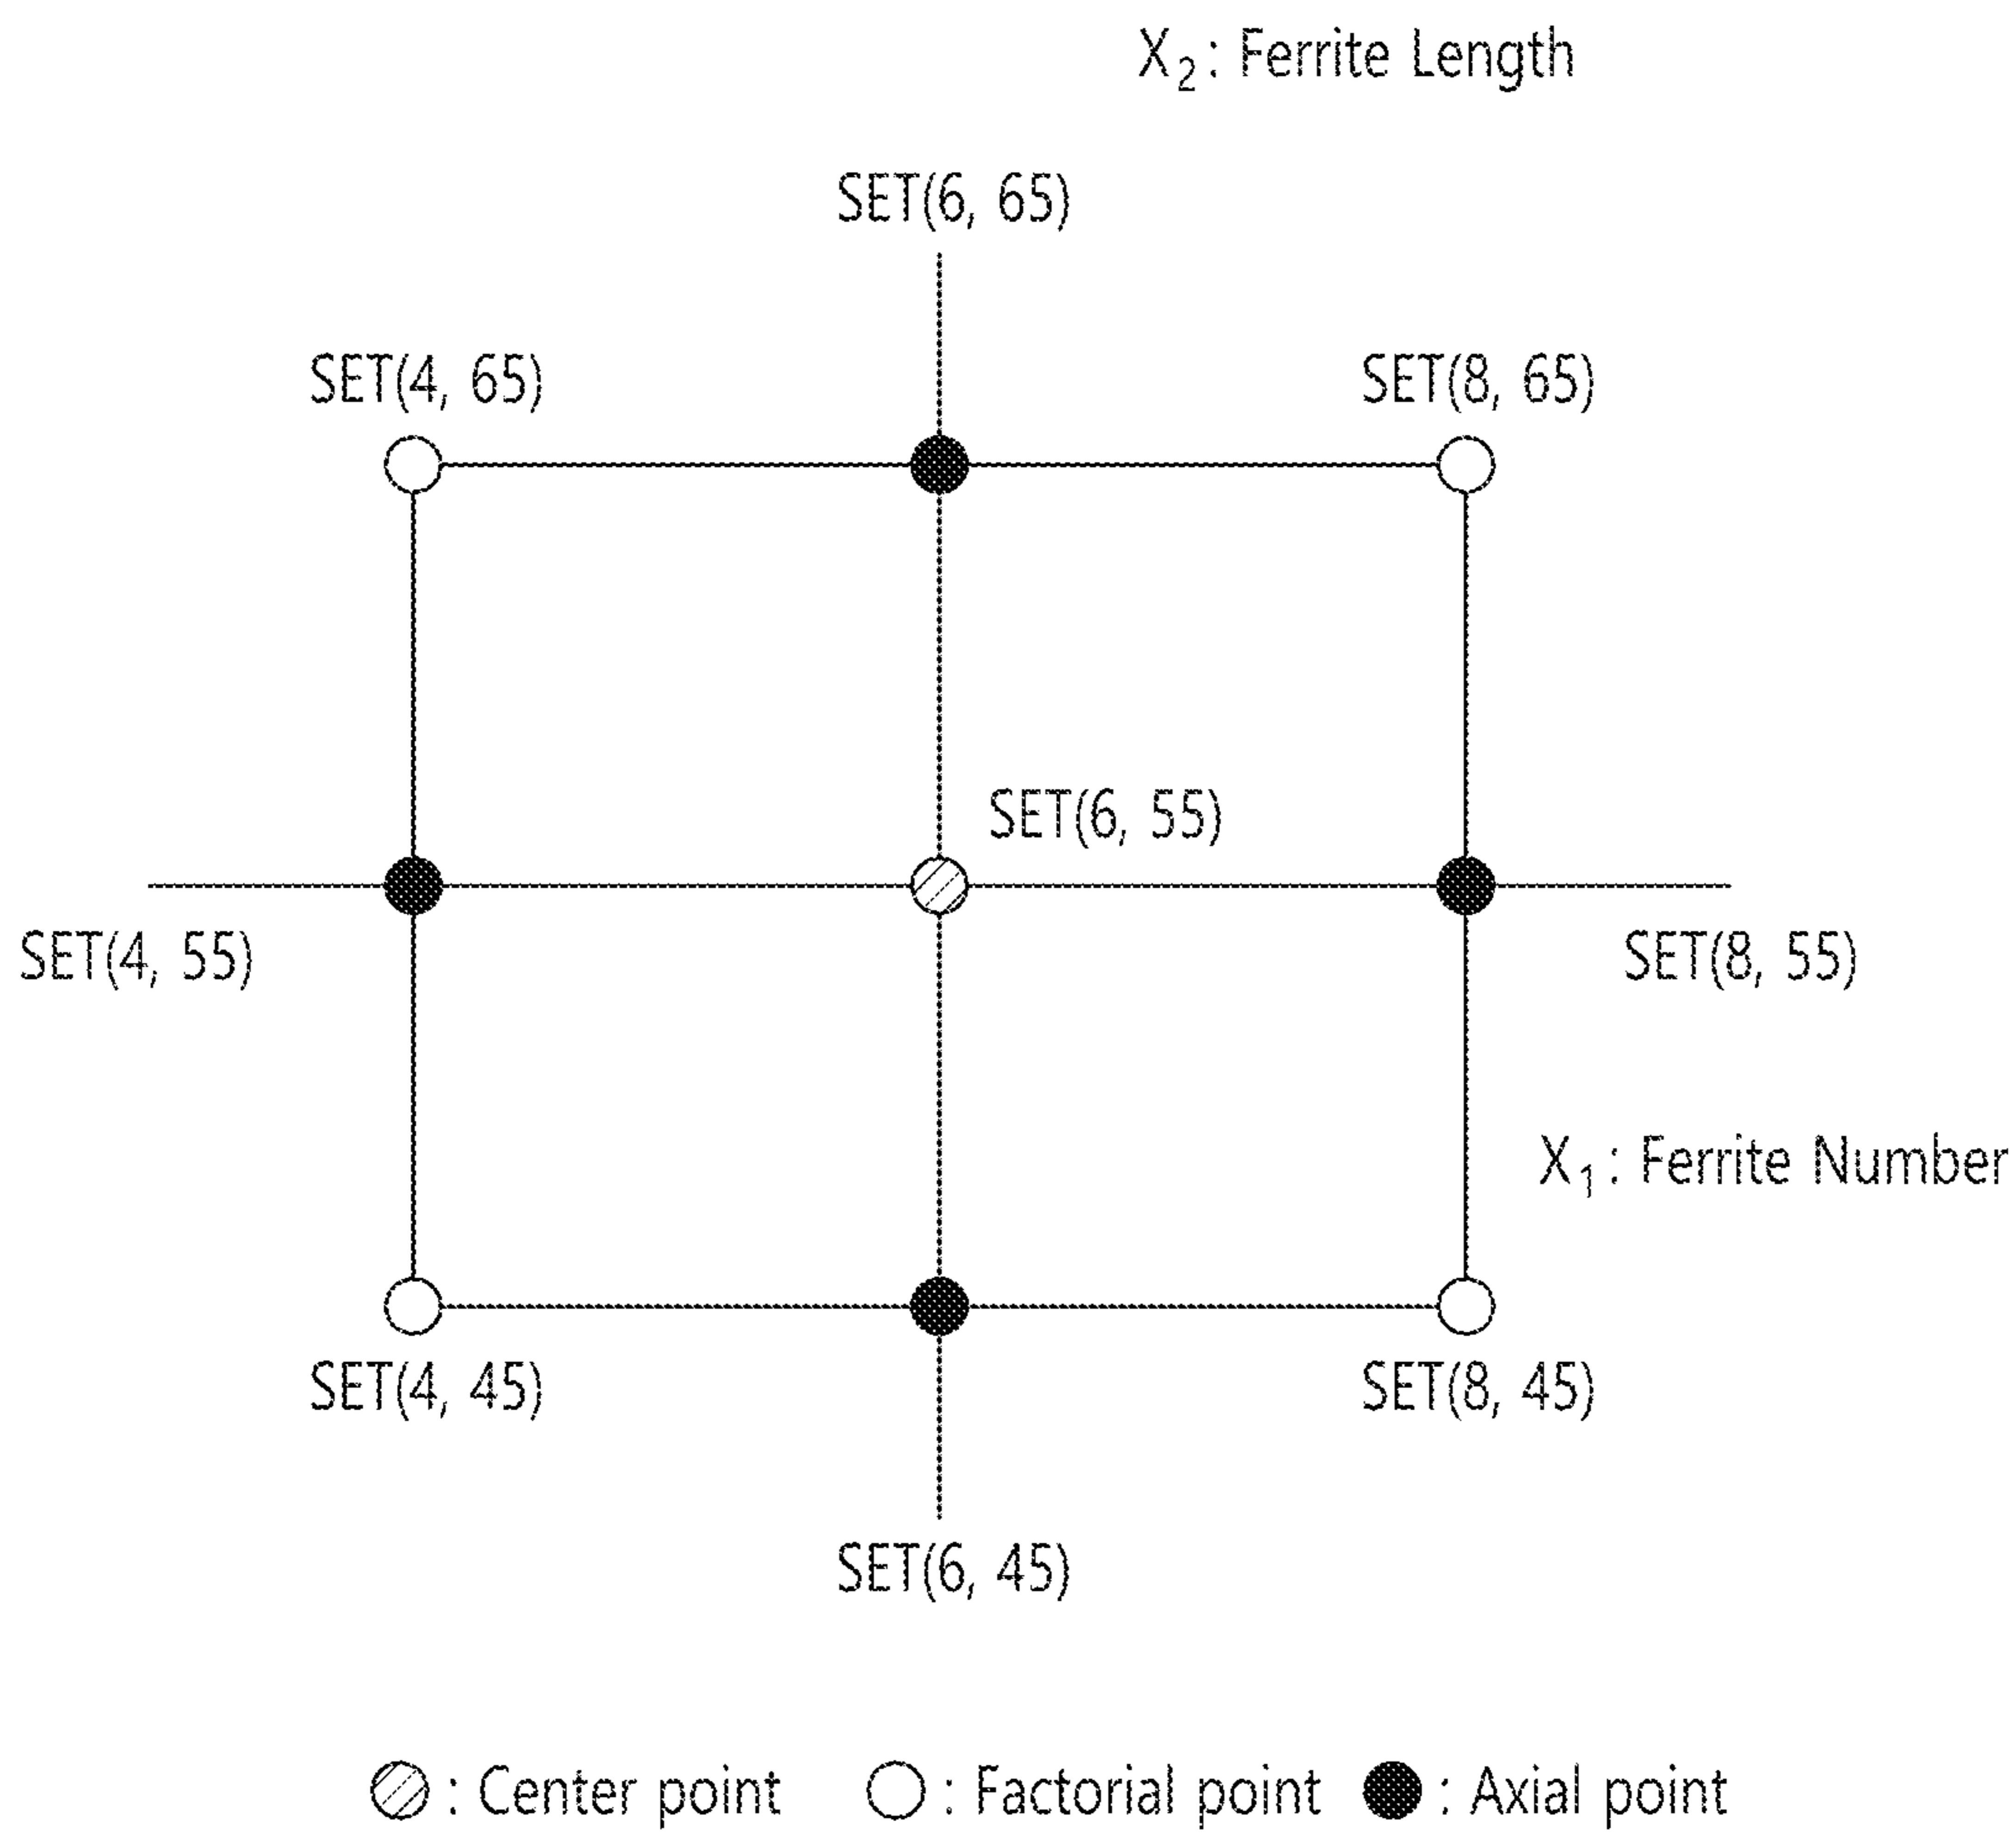 X₂ : Ferrite Length
SET(6, 65)
SET(4, 65)
SET(8, 65)
SET(6, 55)
SET(4, 55)
SET(8, 55)
X₁ : Ferrite Number
SET(4, 45)
SET(8, 45)
SET(6, 45)
: Center point : Factorial point : Axial point